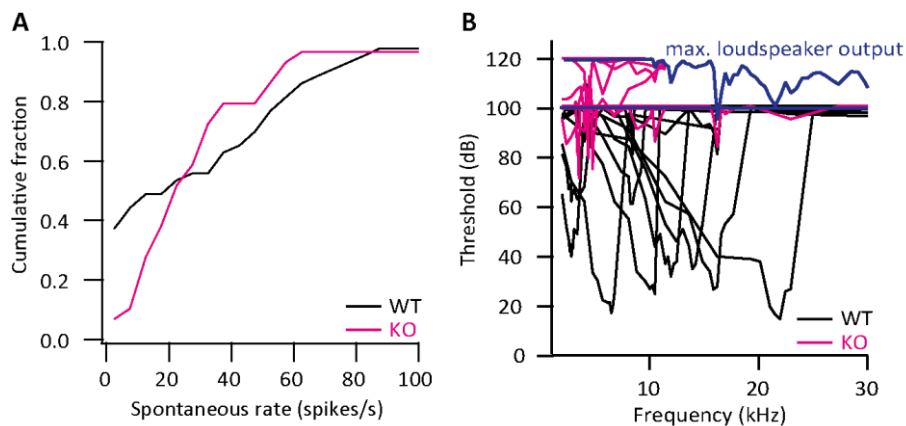 A
Cumulative fraction
1.0
0.8
0.6
0.4
0.2
0.0
WT
KO
0
20
40
60
80
100
Spontaneous rate (spikes/s)
B
max. loudspeaker output
Threshold (dB)
120
100
80
60
40
20
0
WT
KO
10
20
30
Frequency (kHz)